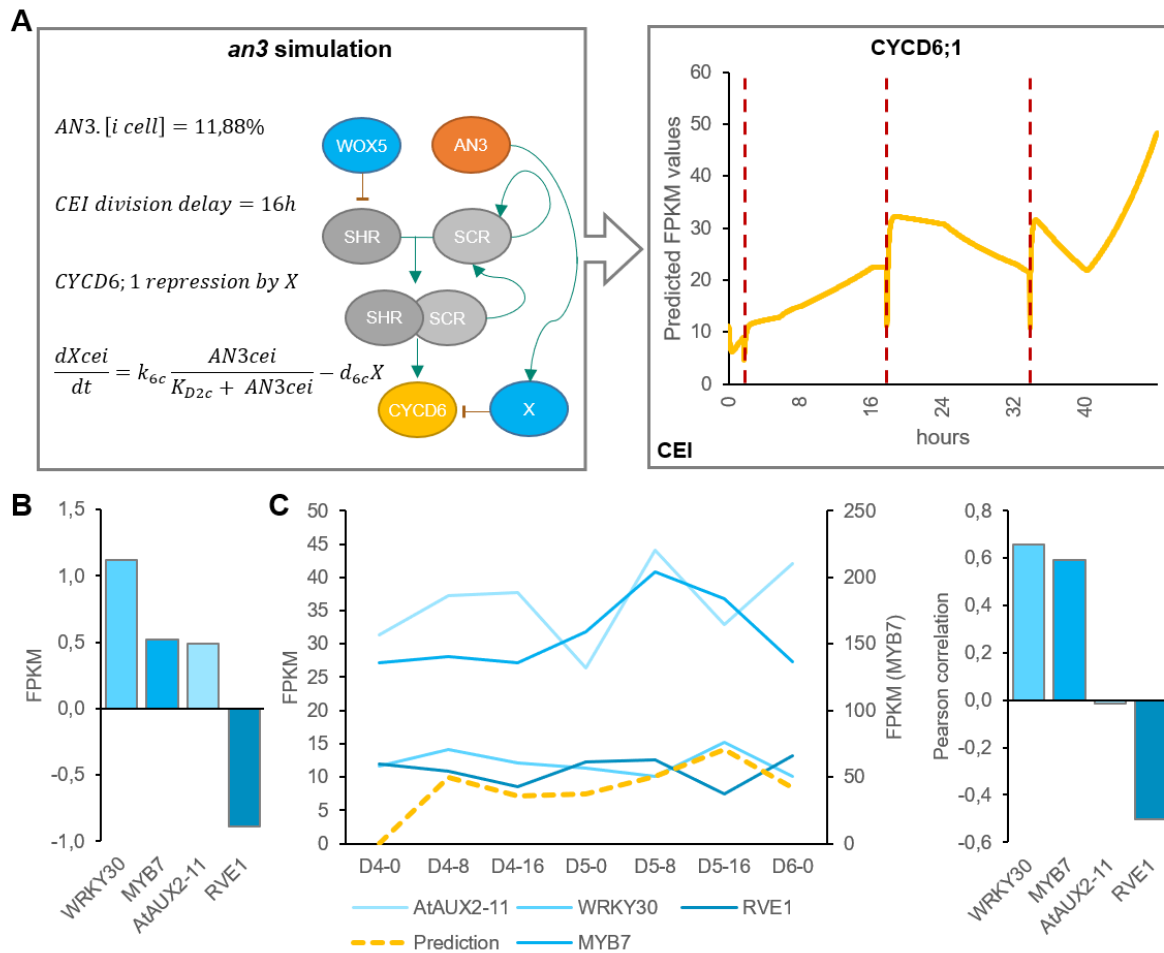 A
an3 simulation
AN3.[i cell] = 11,88%
CEI division delay = 16h
CYCD6; 1 repression by X
dXcei/dt = k6c AN3cei/(KD2c + AN3cei) − d6cX
WOX5
AN3
SHR
SCR
SHR
SCR
CYCD6
X
CYCD6;1
Predicted FPKM values
60
50
40
30
20
10
0
0
8
16
24
32
40
hours
CEI
B
FPKM
1,5
1,0
0,5
0,0
-0,5
-1,0
WRKY30
MYB7
AtAUX2-11
RVE1
C
FPKM
50
45
40
35
30
25
20
15
10
5
0
D4-0
D4-8
D4-16
D5-0
D5-8
D5-16
D6-0
250
200
150
100
50
0
FPKM (MYB7)
AtAUX2-11
WRKY30
RVE1
Prediction
MYB7
Pearson correlation
0,8
0,6
0,4
0,2
0,0
-0,2
-0,4
-0,6
WRKY30
MYB7
AtAUX2-11
RVE1